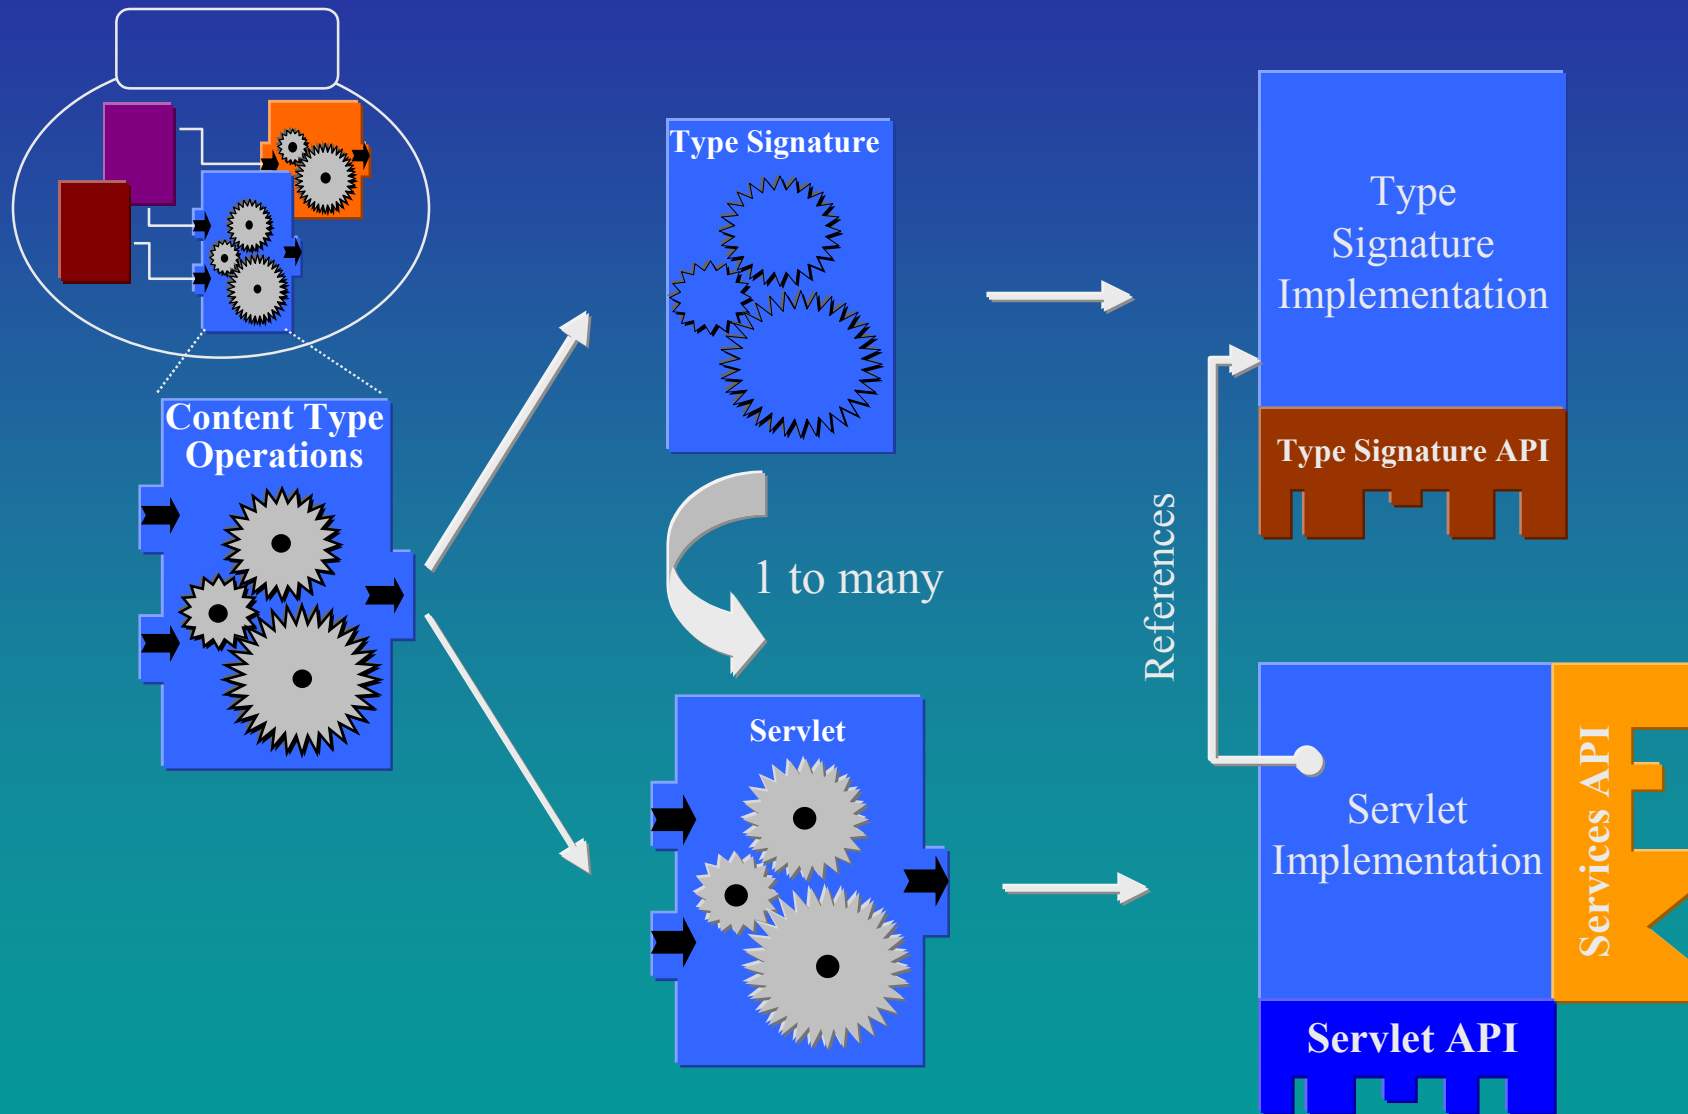 Type Signature
Type
Signature
Implementation
Content Type
Operations
Type Signature API
1 to many
References
Servlet
Servlet
Implementation
Services API
Servlet API